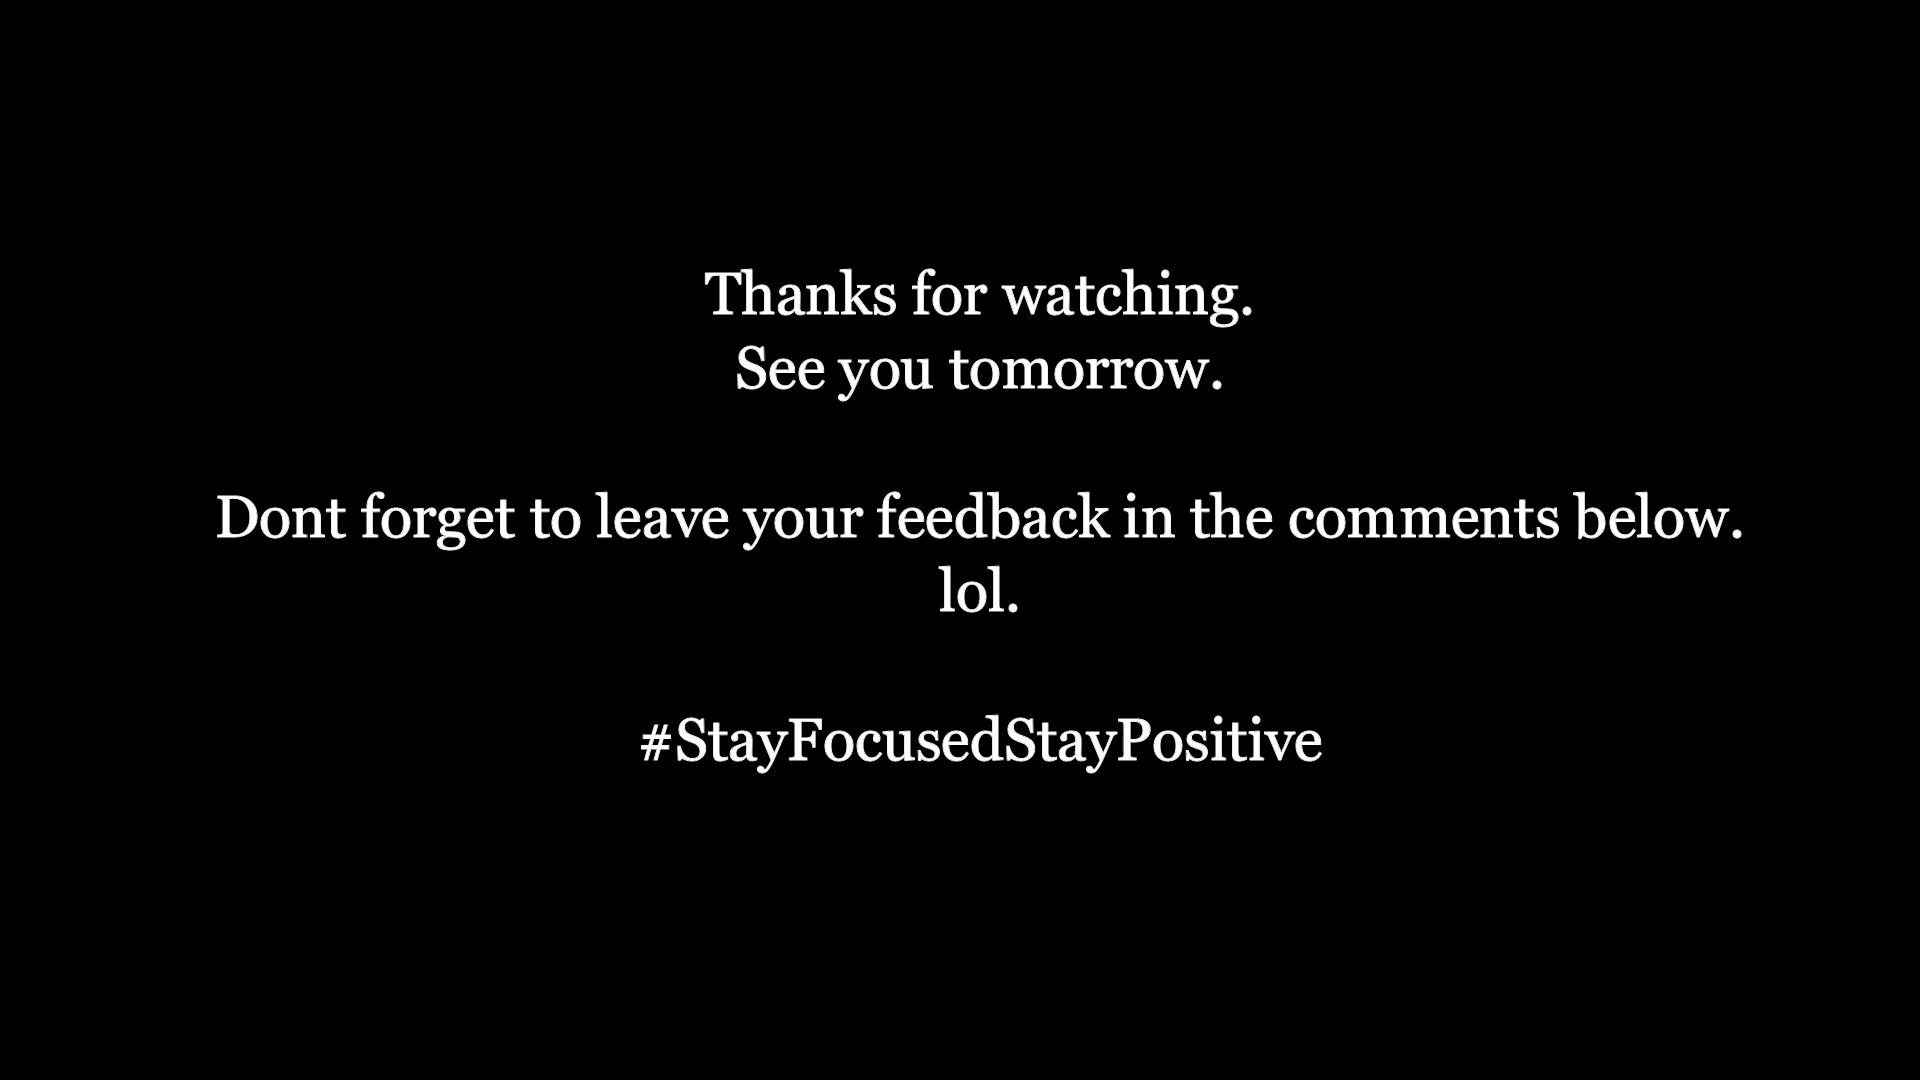 Thanks for watching.
See you tomorrow.
Dont forget to leave your feedback in the comments below.
lol.
#StayFocusedStayPositive